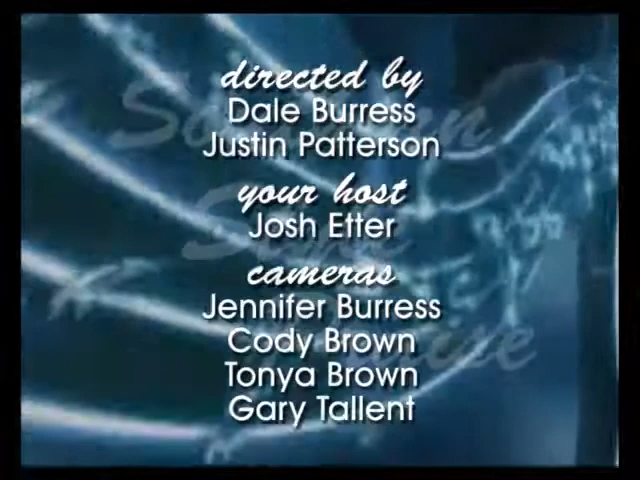 directed by
Dale Burress
Justin Patterson
your host
Josh Etter
cameras
Jennifer Burress
Cody Brown
Tonya Brown
Gary Tallent